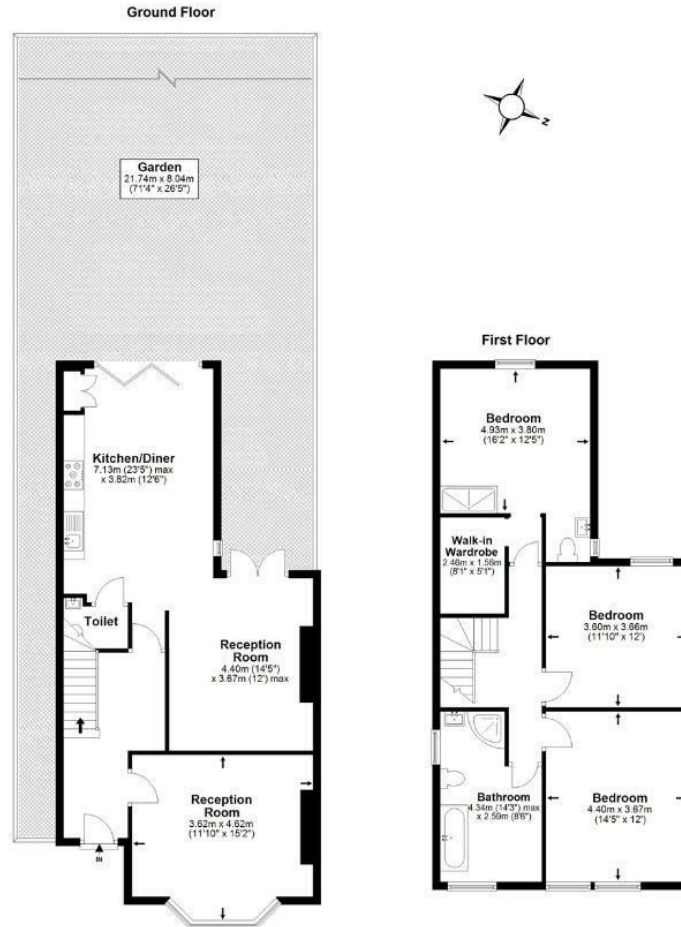 Ground Floor
Garden
21.74m x 8.04m
(71'4" x 26'5")
N
Kitchen/Diner
7.13m (23'5") max
x 3.82m (12'6")
Toilet
Reception
Room
4.40m (14'5")
x 3.67m (12') max
Reception
Room
3.62m x 4.62m
(11'10" x 15'2")
IN
First Floor
Bedroom
4.93m x 3.80m
(16'2" x 12'5")
Walk-in
Wardrobe
2.46m x 1.56m
(8'1" x 5'1")
Bedroom
3.60m x 3.66m
(11'10" x 12')
Bathroom
4.34m (14'3") max
x 2.59m (8'6")
Bedroom
4.40m x 3.67m
(14'5" x 12')